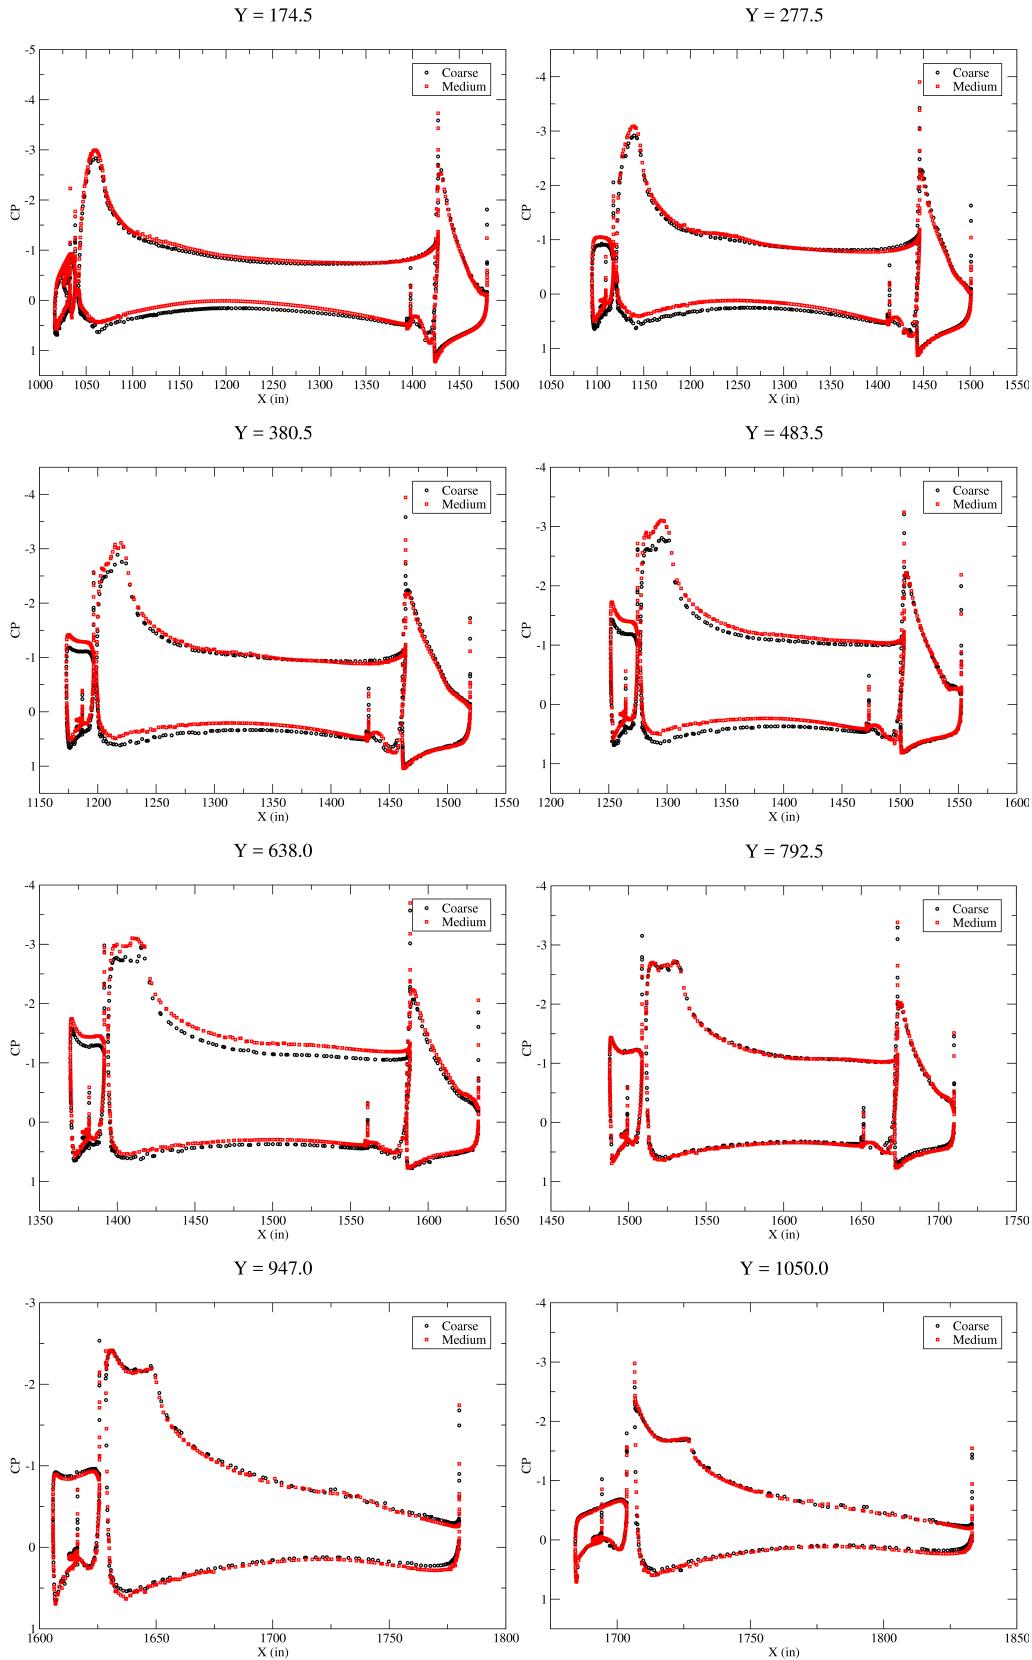 Y = 174.5
Y = 277.5
-5
-4
-3
-2
-1
0
1
CP
Coarse
Medium
1000 1050 1100 1150 1200 1250 1300 1350 1400 1450 1500
X (in)
-4
-3
-2
-1
0
1
CP
Coarse
Medium
1050 1100 1150 1200 1250 1300 1350 1400 1450 1500 1550
X (in)
Y = 380.5
Y = 483.5
-4
-3
-2
-1
0
1
CP
Coarse
Medium
1150 1200 1250 1300 1350 1400 1450 1500 1550
X (in)
-4
-3
-2
-1
0
1
CP
Coarse
Medium
1200 1250 1300 1350 1400 1450 1500 1550 1600
X (in)
Y = 638.0
Y = 792.5
-4
-3
-2
-1
0
1
CP
Coarse
Medium
1350 1400 1450 1500 1550 1600 1650
X (in)
-4
-3
-2
-1
0
1
CP
Coarse
Medium
1450 1500 1550 1600 1650 1700 1750
X (in)
Y = 947.0
Y = 1050.0
-3
-2
-1
0
1
CP
Coarse
Medium
1600 1650 1700 1750 1800
X (in)
-4
-3
-2
-1
0
1
CP
Coarse
Medium
1700 1750 1800 1850
X (in)